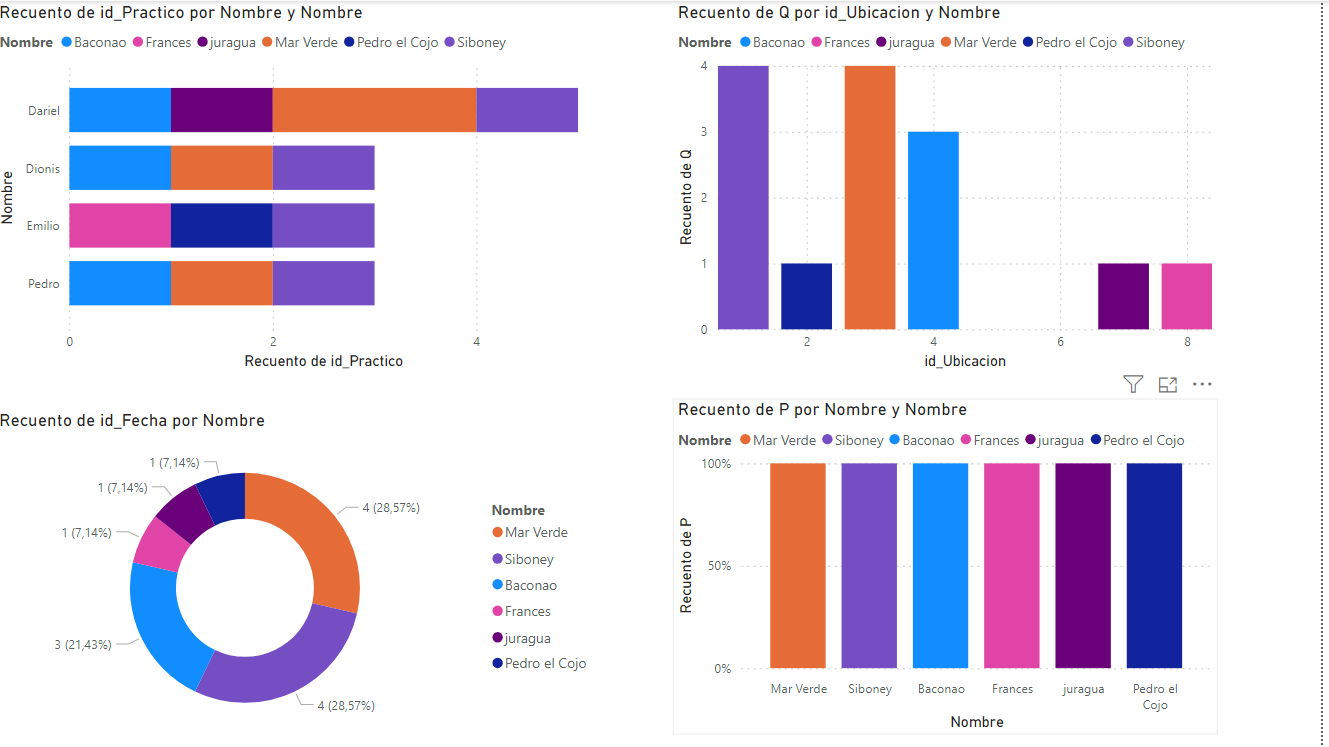 Recuento de id_Practico por Nombre y Nombre
Nombre Baconao Frances juragua Mar Verde Pedro el Cojo Siboney
Nombre
Dariel
Dionis
Emilio
Pedro
0 2 4
Recuento de id_Practico
Recuento de Q por id_Ubicacion y Nombre
Nombre Baconao Frances juragua Mar Verde Pedro el Cojo Siboney
Recuento de Q
4
3
2
1
0
2 4 6 8
id_Ubicacion
Recuento de id_Fecha por Nombre
1 (7,14%)
1 (7,14%)
1 (7,14%)
3 (21,43%)
4 (28,57%)
4 (28,57%)
Nombre
Mar Verde
Siboney
Baconao
Frances
juragua
Pedro el Cojo
Recuento de P por Nombre y Nombre
Nombre Mar Verde Siboney Baconao Frances juragua Pedro el Cojo
Recuento de P
100%
50%
0%
Mar Verde Siboney Baconao Frances juragua Pedro el
Cojo
Nombre